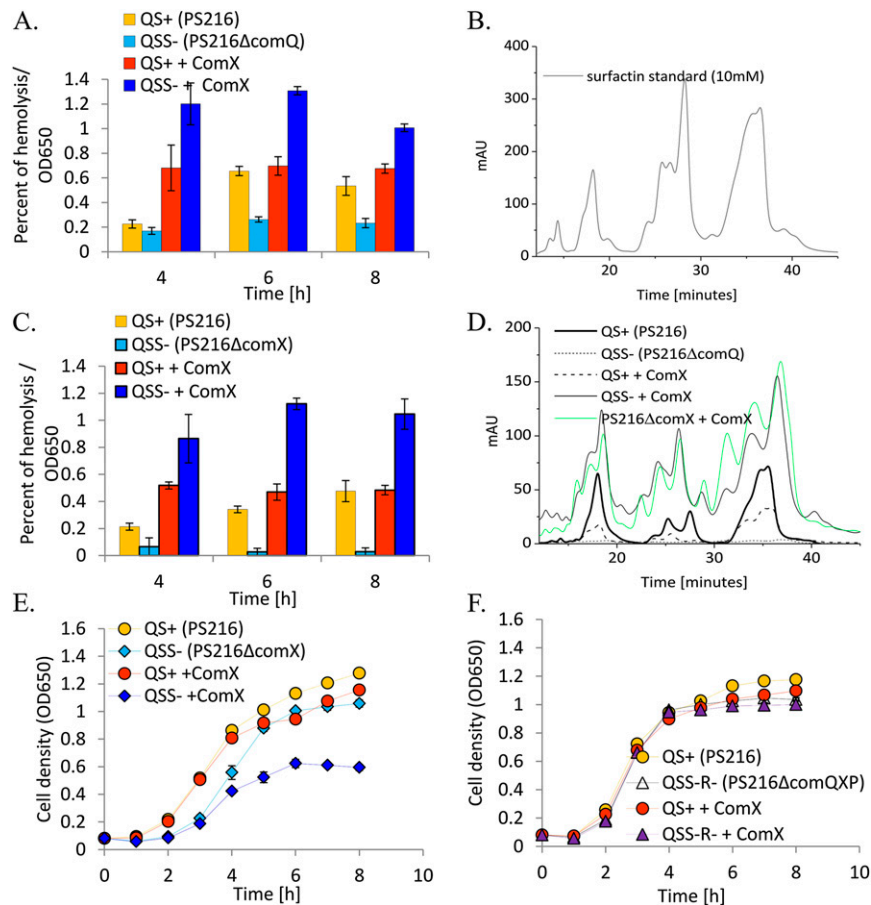 A.
QS+ (PS216)
QSS- (PS216ΔcomQ)
QS+ + ComX
QSS- + ComX
1.4
1.2
1
0.8
0.6
0.4
0.2
0
Percent of hemolysis/
OD650
4 6 8
Time [h]
B.
400
300
200
100
0
mAU
surfactin standard (10mM)
20 30 40
Time [minutes]
C.
QS+ (PS216)
QSS- (PS216ΔcomX)
QS+ + ComX
QSS- + ComX
1.4
1.2
1
0.8
0.6
0.4
0.2
0
Percent of hemolysis /
OD650
4 6 8
Time [h]
D.
200
150
100
50
0
mAU
QS+ (PS216)
QSS- (PS216ΔcomQ)
QS+ + ComX
QSS- + ComX
PS216ΔcomX + ComX
20 30 40
Time [minutes]
E.
1.6
1.4
1.2
1
0.8
0.6
0.4
0.2
0
Cell density (OD650)
QS+ (PS216)
QSS- (PS216ΔcomX)
QS+ +ComX
QSS- +ComX
0 2 4 6 8 10
Time [h]
F.
1.6
1.4
1.2
1
0.8
0.6
0.4
0.2
0
Cell density (OD650)
QS+ (PS216)
QSS-R- (PS216ΔcomQXP)
QS+ + ComX
QSS-R- + ComX
0 2 4 6 8 10
Time [h]